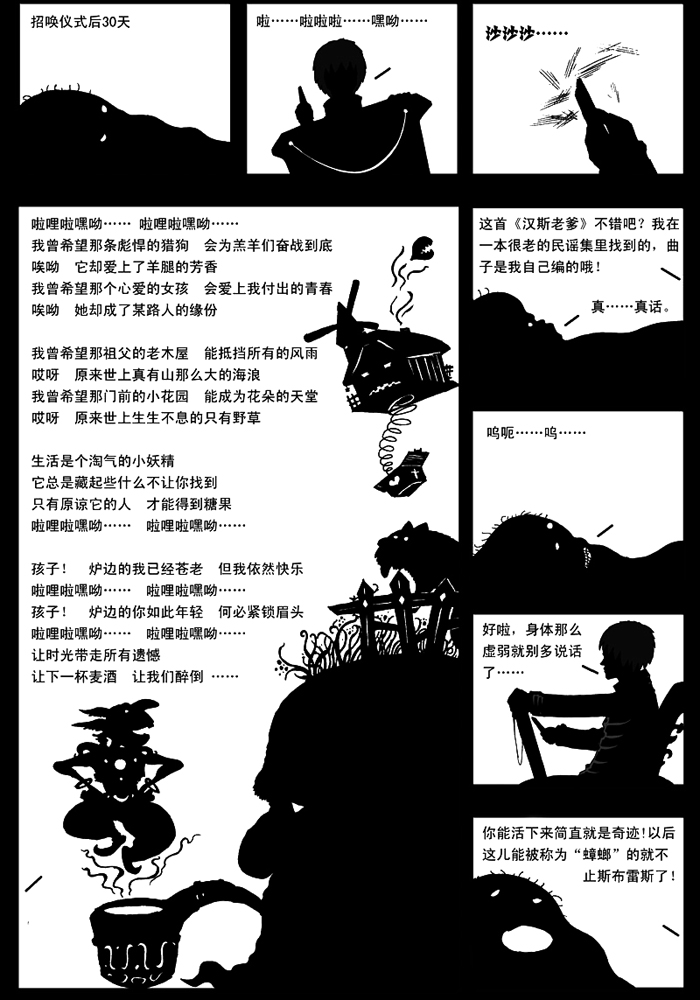 招唤仪式后30天
啦……啦啦啦……嘿呦……
沙沙沙……
啦哩啦嘿呦…… 啦哩啦嘿呦……
我曾希望那条彪悍的猎狗 会为羔羊们奋战到底
唉呦 它却爱上了羊腿的芳香
我曾希望那个心爱的女孩 会爱上我付出的青春
唉呦 她却成了某路人的缘份
我曾希望那祖父的老木屋 能抵挡所有的风雨
哎呀 原来世上真有山那么大的海浪
我曾希望那门前的小花园 能成为花朵的天堂
哎呀 原来世上生生不息的只有野草
生活是个淘气的小妖精
它总是藏起些什么不让你找到
只有原谅它的人 才能得到糖果
啦哩啦嘿呦…… 啦哩啦嘿呦……
孩子! 炉边的我已经苍老 但我依然快乐
啦哩啦嘿呦…… 啦哩啦嘿呦……
孩子! 炉边的你如此年轻 何必紧锁眉头
啦哩啦嘿呦…… 啦哩啦嘿呦……
让时光带走所有遗憾
让下一杯麦酒 让我们醉倒 ……
这首《汉斯老爹》不错吧?我在
一本很老的民谣集里找到的,曲
子是我自己编的哦!
真……真话。
呜呃……呜……
好啦,身体那么
虚弱就别多说话
了……
你能活下来简直就是奇迹!以后
这儿能被称为“蟑螂”的就不
止斯布雷斯了!